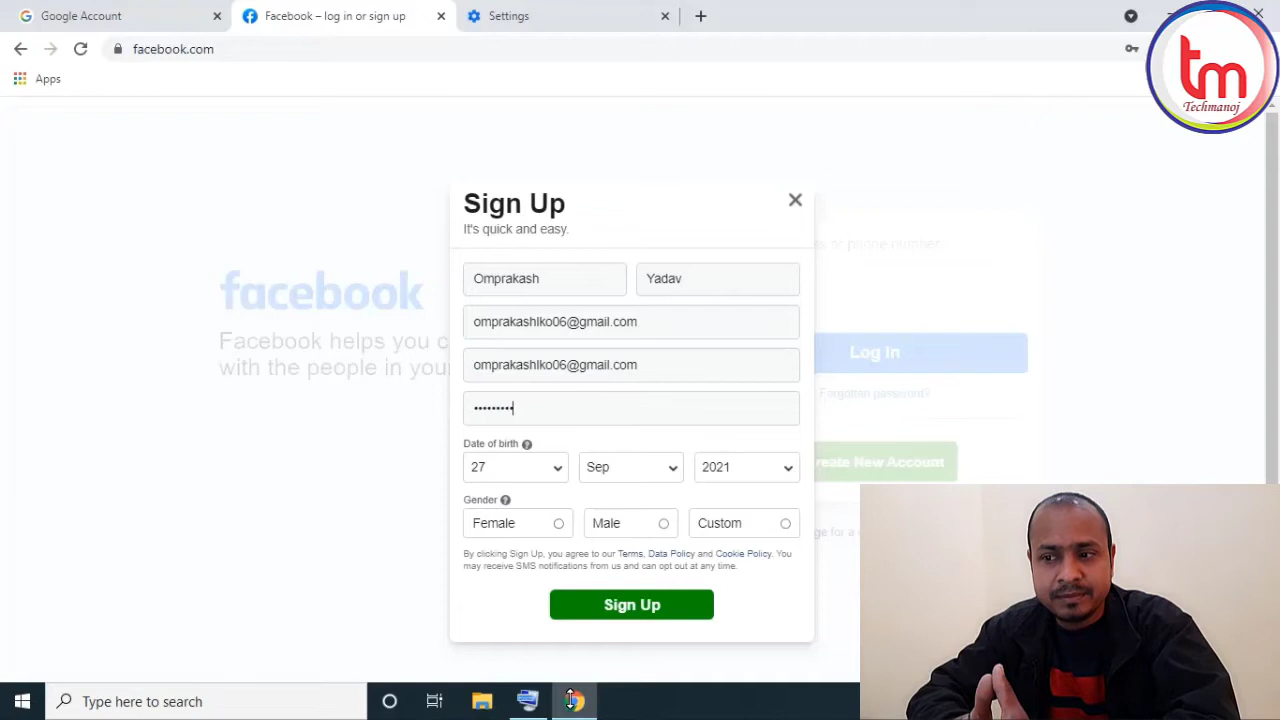 Google Account
Facebook – log in or sign up
Settings
facebook.com
Apps
tm
Techmanoj
Sign Up
It's quick and easy.
Omprakash
Yadav
facebook
omprakashlko06@gmail.com
Facebook helps you c
Log In
with the people in your
omprakashlko06@gmail.com
Forgotten password?
Date of birth
27
Sep
2021
reate New Account
Gender
Female
Male
Custom
By clicking Sign Up, you agree to our Terms, Data Policy and Cookie Policy. You
may receive SMS notifications from us and can opt out at any time.
Sign Up
Type here to search